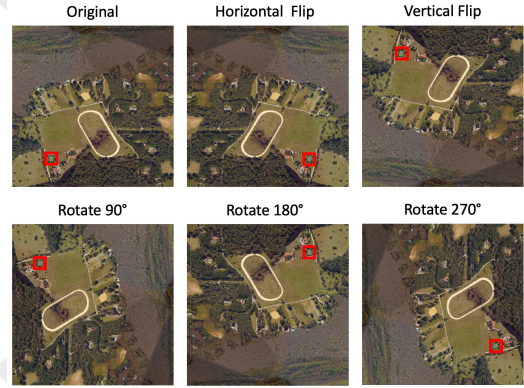 Original
Horizontal Flip
Vertical Flip
Rotate 90°
Rotate 180°
Rotate 270°